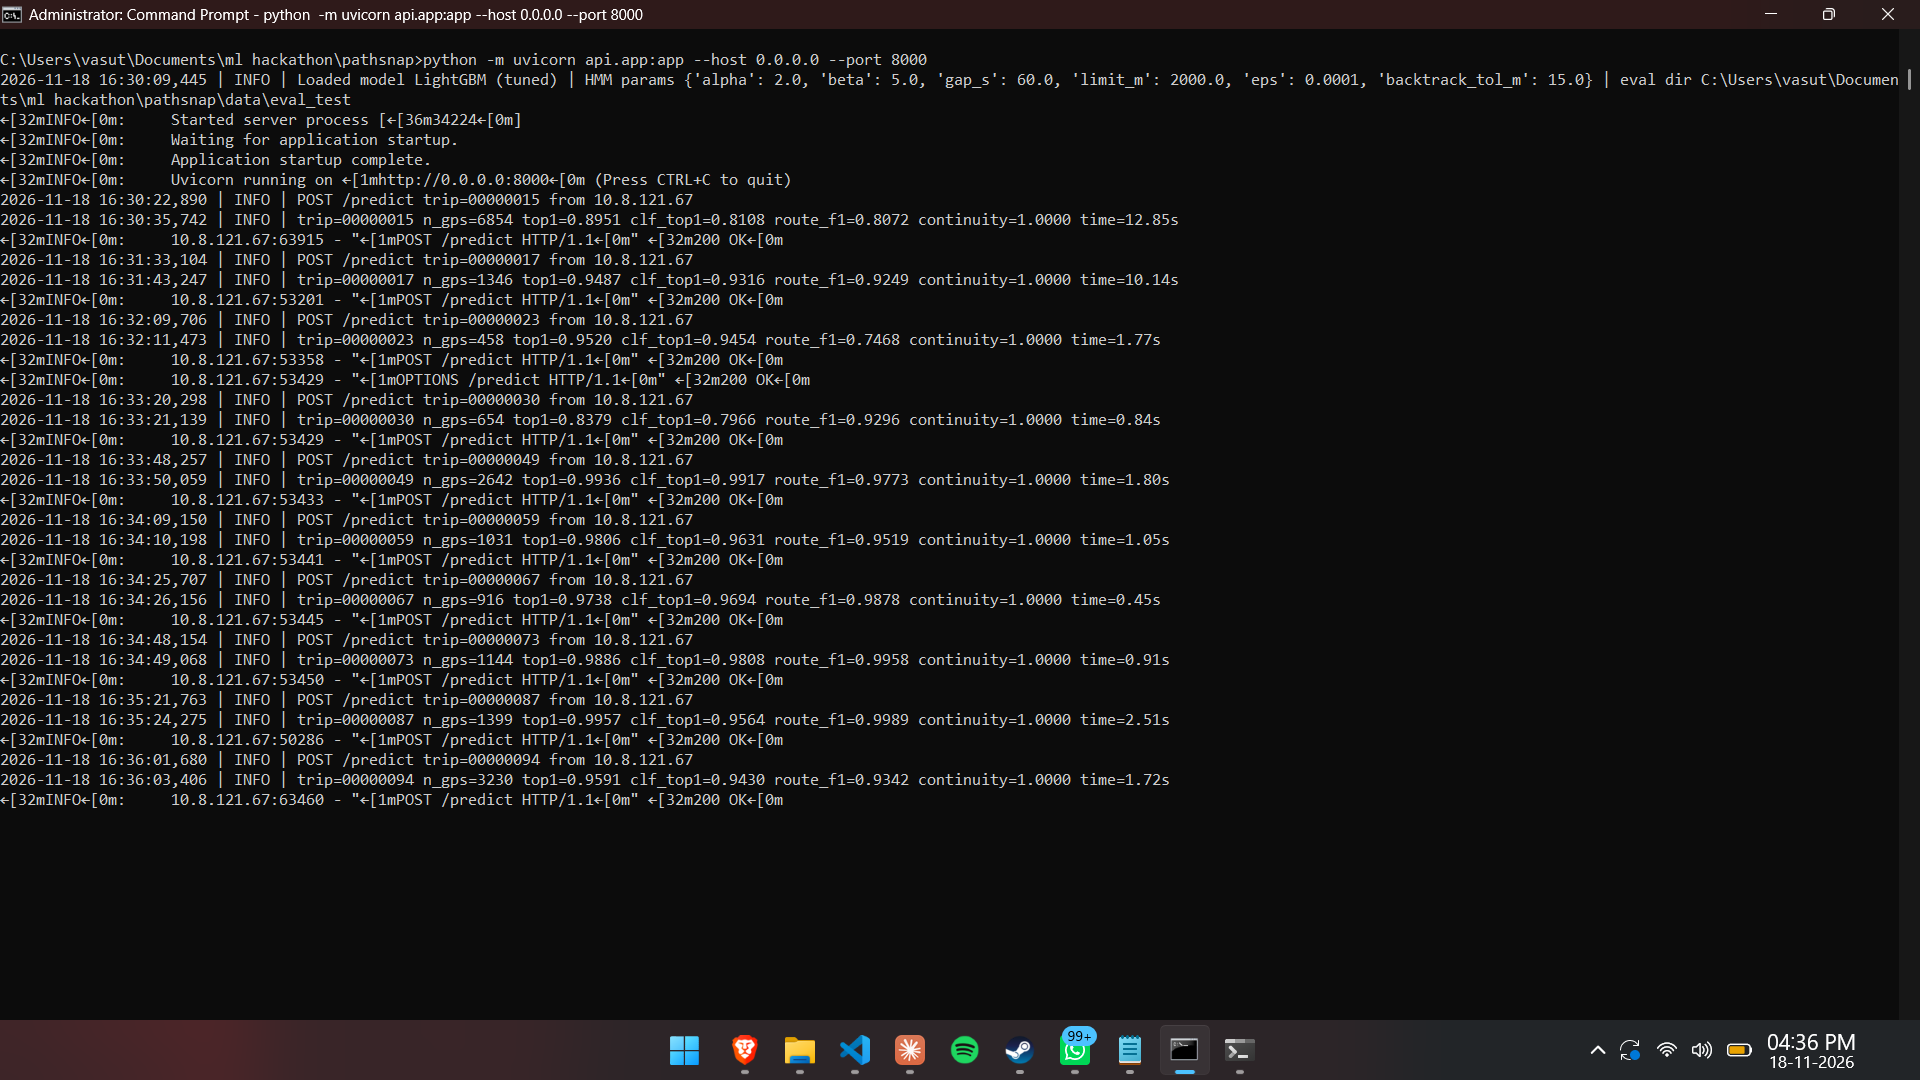 Administrator: Command Prompt - python  -m uvicorn api.app:app --host 0.0.0.0 --port 8000
C:\Users\vasut\Documents\ml hackathon\pathsnap>python -m uvicorn api.app:app --host 0.0.0.0 --port 8000
2026-11-18 16:30:09,445 | INFO | Loaded model LightGBM (tuned) | HMM params {'alpha': 2.0, 'beta': 5.0, 'gap_s': 60.0, 'limit_m': 2000.0, 'eps': 0.0001, 'backtrack_tol_m': 15.0} | eval dir C:\Users\vasut\Documen
ts\ml hackathon\pathsnap\data\eval_test
←[32mINFO←[0m:     Started server process [←[36m34224←[0m]
←[32mINFO←[0m:     Waiting for application startup.
←[32mINFO←[0m:     Application startup complete.
←[32mINFO←[0m:     Uvicorn running on ←[1mhttp://0.0.0.0:8000←[0m (Press CTRL+C to quit)
2026-11-18 16:30:22,890 | INFO | POST /predict trip=00000015 from 10.8.121.67
2026-11-18 16:30:35,742 | INFO | trip=00000015 n_gps=6854 top1=0.8951 clf_top1=0.8108 route_f1=0.8072 continuity=1.0000 time=12.85s
←[32mINFO←[0m:     10.8.121.67:63915 - "←[1mPOST /predict HTTP/1.1←[0m" ←[32m200 OK←[0m
2026-11-18 16:31:33,104 | INFO | POST /predict trip=00000017 from 10.8.121.67
2026-11-18 16:31:43,247 | INFO | trip=00000017 n_gps=1346 top1=0.9487 clf_top1=0.9316 route_f1=0.9249 continuity=1.0000 time=10.14s
←[32mINFO←[0m:     10.8.121.67:53201 - "←[1mPOST /predict HTTP/1.1←[0m" ←[32m200 OK←[0m
2026-11-18 16:32:09,706 | INFO | POST /predict trip=00000023 from 10.8.121.67
2026-11-18 16:32:11,473 | INFO | trip=00000023 n_gps=458 top1=0.9520 clf_top1=0.9454 route_f1=0.7468 continuity=1.0000 time=1.77s
←[32mINFO←[0m:     10.8.121.67:53358 - "←[1mPOST /predict HTTP/1.1←[0m" ←[32m200 OK←[0m
←[32mINFO←[0m:     10.8.121.67:53429 - "←[1mOPTIONS /predict HTTP/1.1←[0m" ←[32m200 OK←[0m
2026-11-18 16:33:20,298 | INFO | POST /predict trip=00000030 from 10.8.121.67
2026-11-18 16:33:21,139 | INFO | trip=00000030 n_gps=654 top1=0.8379 clf_top1=0.7966 route_f1=0.9296 continuity=1.0000 time=0.84s
←[32mINFO←[0m:     10.8.121.67:53429 - "←[1mPOST /predict HTTP/1.1←[0m" ←[32m200 OK←[0m
2026-11-18 16:33:48,257 | INFO | POST /predict trip=00000049 from 10.8.121.67
2026-11-18 16:33:50,059 | INFO | trip=00000049 n_gps=2642 top1=0.9936 clf_top1=0.9917 route_f1=0.9773 continuity=1.0000 time=1.80s
←[32mINFO←[0m:     10.8.121.67:53433 - "←[1mPOST /predict HTTP/1.1←[0m" ←[32m200 OK←[0m
2026-11-18 16:34:09,150 | INFO | POST /predict trip=00000059 from 10.8.121.67
2026-11-18 16:34:10,198 | INFO | trip=00000059 n_gps=1031 top1=0.9806 clf_top1=0.9631 route_f1=0.9519 continuity=1.0000 time=1.05s
←[32mINFO←[0m:     10.8.121.67:53441 - "←[1mPOST /predict HTTP/1.1←[0m" ←[32m200 OK←[0m
2026-11-18 16:34:25,707 | INFO | POST /predict trip=00000067 from 10.8.121.67
2026-11-18 16:34:26,156 | INFO | trip=00000067 n_gps=916 top1=0.9738 clf_top1=0.9694 route_f1=0.9878 continuity=1.0000 time=0.45s
←[32mINFO←[0m:     10.8.121.67:53445 - "←[1mPOST /predict HTTP/1.1←[0m" ←[32m200 OK←[0m
2026-11-18 16:34:48,154 | INFO | POST /predict trip=00000073 from 10.8.121.67
2026-11-18 16:34:49,068 | INFO | trip=00000073 n_gps=1144 top1=0.9886 clf_top1=0.9808 route_f1=0.9958 continuity=1.0000 time=0.91s
←[32mINFO←[0m:     10.8.121.67:53450 - "←[1mPOST /predict HTTP/1.1←[0m" ←[32m200 OK←[0m
2026-11-18 16:35:21,763 | INFO | POST /predict trip=00000087 from 10.8.121.67
2026-11-18 16:35:24,275 | INFO | trip=00000087 n_gps=1399 top1=0.9957 clf_top1=0.9564 route_f1=0.9989 continuity=1.0000 time=2.51s
←[32mINFO←[0m:     10.8.121.67:50286 - "←[1mPOST /predict HTTP/1.1←[0m" ←[32m200 OK←[0m
2026-11-18 16:36:01,680 | INFO | POST /predict trip=00000094 from 10.8.121.67
2026-11-18 16:36:03,406 | INFO | trip=00000094 n_gps=3230 top1=0.9591 clf_top1=0.9430 route_f1=0.9342 continuity=1.0000 time=1.72s
←[32mINFO←[0m:     10.8.121.67:63460 - "←[1mPOST /predict HTTP/1.1←[0m" ←[32m200 OK←[0m
99+
04:36 PM
18-11-2026